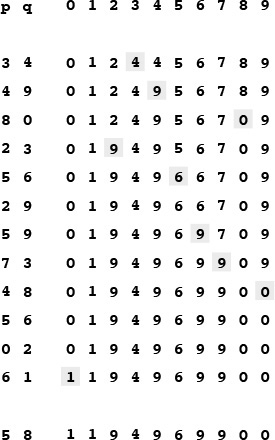 p q 0 1 2 3 4 5 6 7 8 9
3 4 0 1 2 4 4 5 6 7 8 9
4 9 0 1 2 4 9 5 6 7 8 9
8 0 0 1 2 4 9 5 6 7 0 9
2 3 0 1 9 4 9 5 6 7 0 9
5 6 0 1 9 4 9 6 6 7 0 9
2 9 0 1 9 4 9 6 6 7 0 9
5 9 0 1 9 4 9 6 9 7 0 9
7 3 0 1 9 4 9 6 9 9 0 9
4 8 0 1 9 4 9 6 9 9 0 0
5 6 0 1 9 4 9 6 9 9 0 0
0 2 0 1 9 4 9 6 9 9 0 0
6 1 1 1 9 4 9 6 9 9 0 0
5 8 1 1 9 4 9 6 9 9 0 0